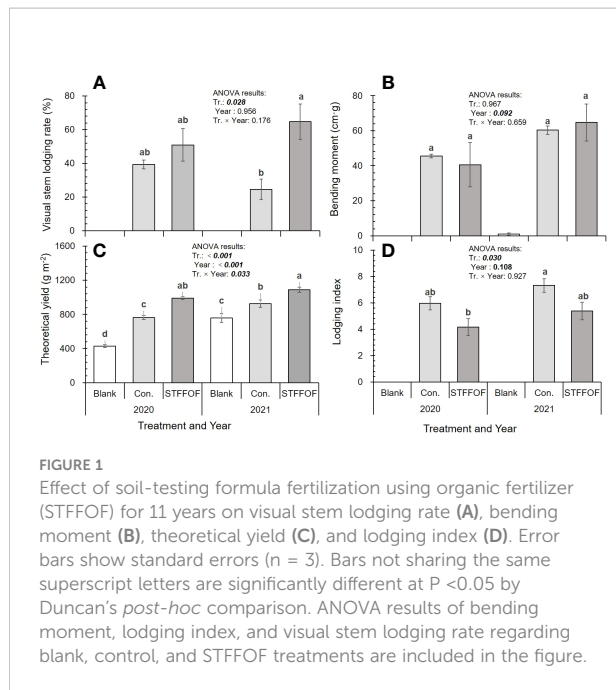 A
ANOVA results:
Tr.: 0.028
Year : 0.956
Tr. × Year: 0.176
Visual stem lodging rate (%)
80
60
40
20
0
ab
ab
b
a
B
ANOVA results:
Tr.: 0.967
Year : 0.092
Tr. × Year: 0.659
Bending moment (cm·g)
80
60
40
20
0
a
a
a
a
C
ANOVA results:
Tr.: <.001
Year : <.001
Tr. × Year: 0.033
Theoretical yield (g m⁻²)
1600
1200
800
400
0
d
c
ab
c
b
a
Blank Con. STFFOF Blank Con. STFFOF
2020 2021
Treatment and Year
D
ANOVA results:
Tr.: 0.030
Year : 0.108
Tr. × Year: 0.927
Lodging index
10
8
6
4
2
0
ab
b
a
ab
Blank Con. STFFOF Blank Con. STFFOF
2020 2021
Treatment and Year
FIGURE 1
Effect of soil-testing formula fertilization using organic fertilizer
(STFFOF) for 11 years on visual stem lodging rate (A), bending
moment (B), theoretical yield (C), and lodging index (D). Error
bars show standard errors (n = 3). Bars not sharing the same
superscript letters are significantly different at P <0.05 by
Duncan's post-hoc comparison. ANOVA results of bending
moment, lodging index, and visual stem lodging rate regarding
blank, control, and STFFOF treatments are included in the figure.